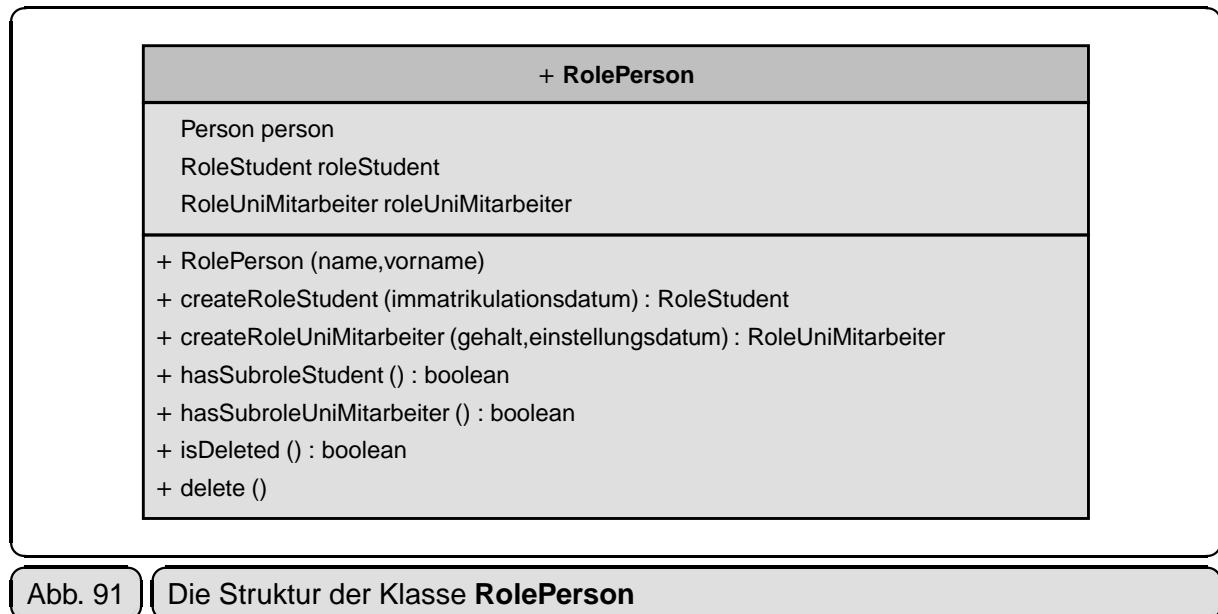 + RolePerson
Person person
RoleStudent roleStudent
RoleUniMitarbeiter roleUniMitarbeiter
+ RolePerson (name,vorname)
+ createRoleStudent (immatrikulationsdatum) : RoleStudent
+ createRoleUniMitarbeiter (gehalt,einstellungsdatum) : RoleUniMitarbeiter
+ hasSubroleStudent () : boolean
+ hasSubroleUniMitarbeiter () : boolean
+ isDeleted () : boolean
+ delete ()
Abb. 91 Die Struktur der Klasse RolePerson